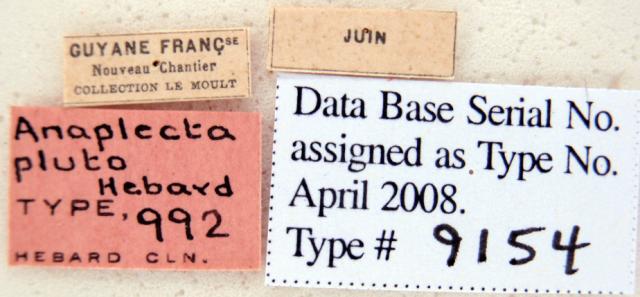 GUYANE FRANÇSE
Nouveau Chantier
COLLECTION LE MOULT
JUIN
Anaplecta
pluto
Hebard
TYPE, 992
HEBARD CLN.
Data Base Serial No.
assigned as Type No.
April 2008.
Type # 9154